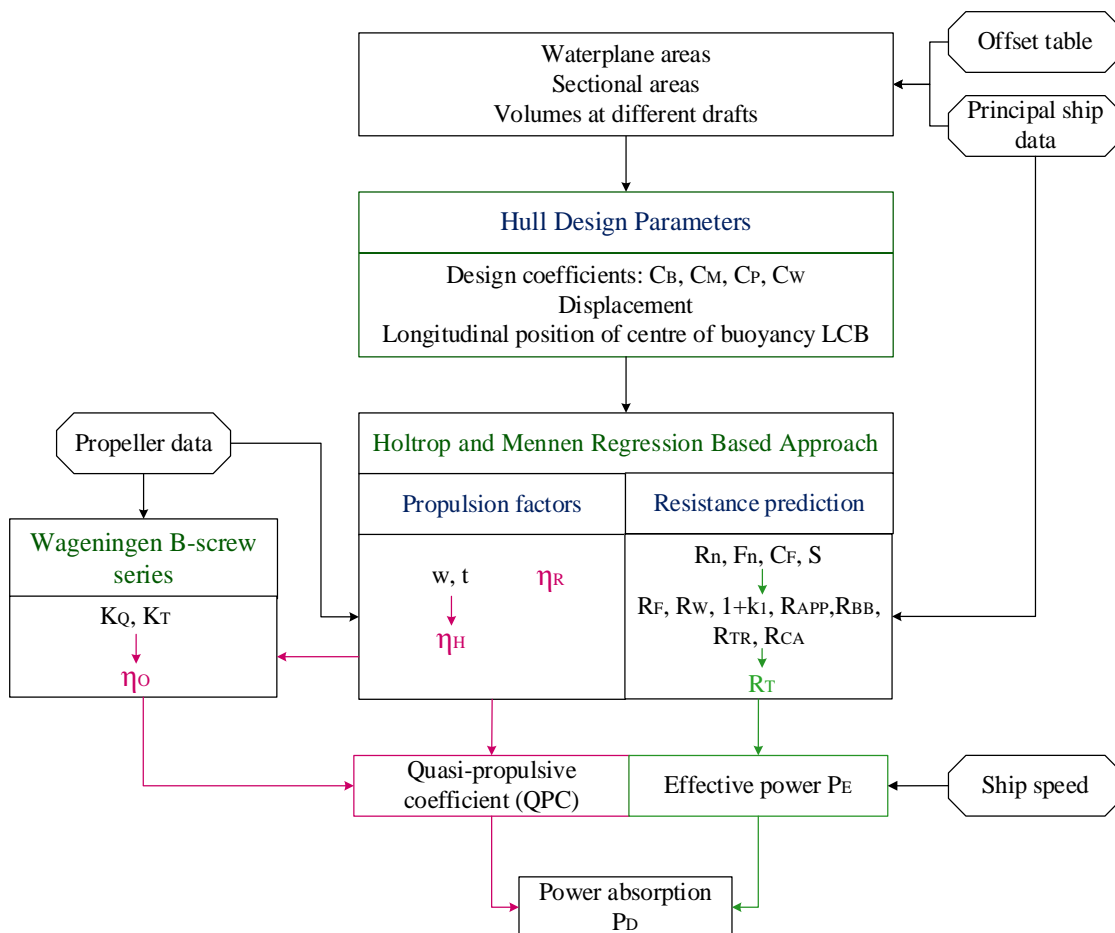 Offset table
Waterplane areas
Sectional areas
Volumes at different drafts
Principal ship
data
Hull Design Parameters
Design coefficients: CB, CM, CP, CW
Displacement
Longitudinal position of centre of buoyancy LCB
Propeller data
Holtrop and Mennen Regression Based Approach
Propulsion factors
Resistance prediction
Wageningen B-screw
series
KQ, KT
ηO
w, t
ηR
ηH
Rn, Fn, CF, S
RF, RW, 1+k1, RAPP,RBB,
RTR, RCA
RT
Quasi-propulsive
coefficient (QPC)
Effective power PE
Ship speed
Power absorption
PD